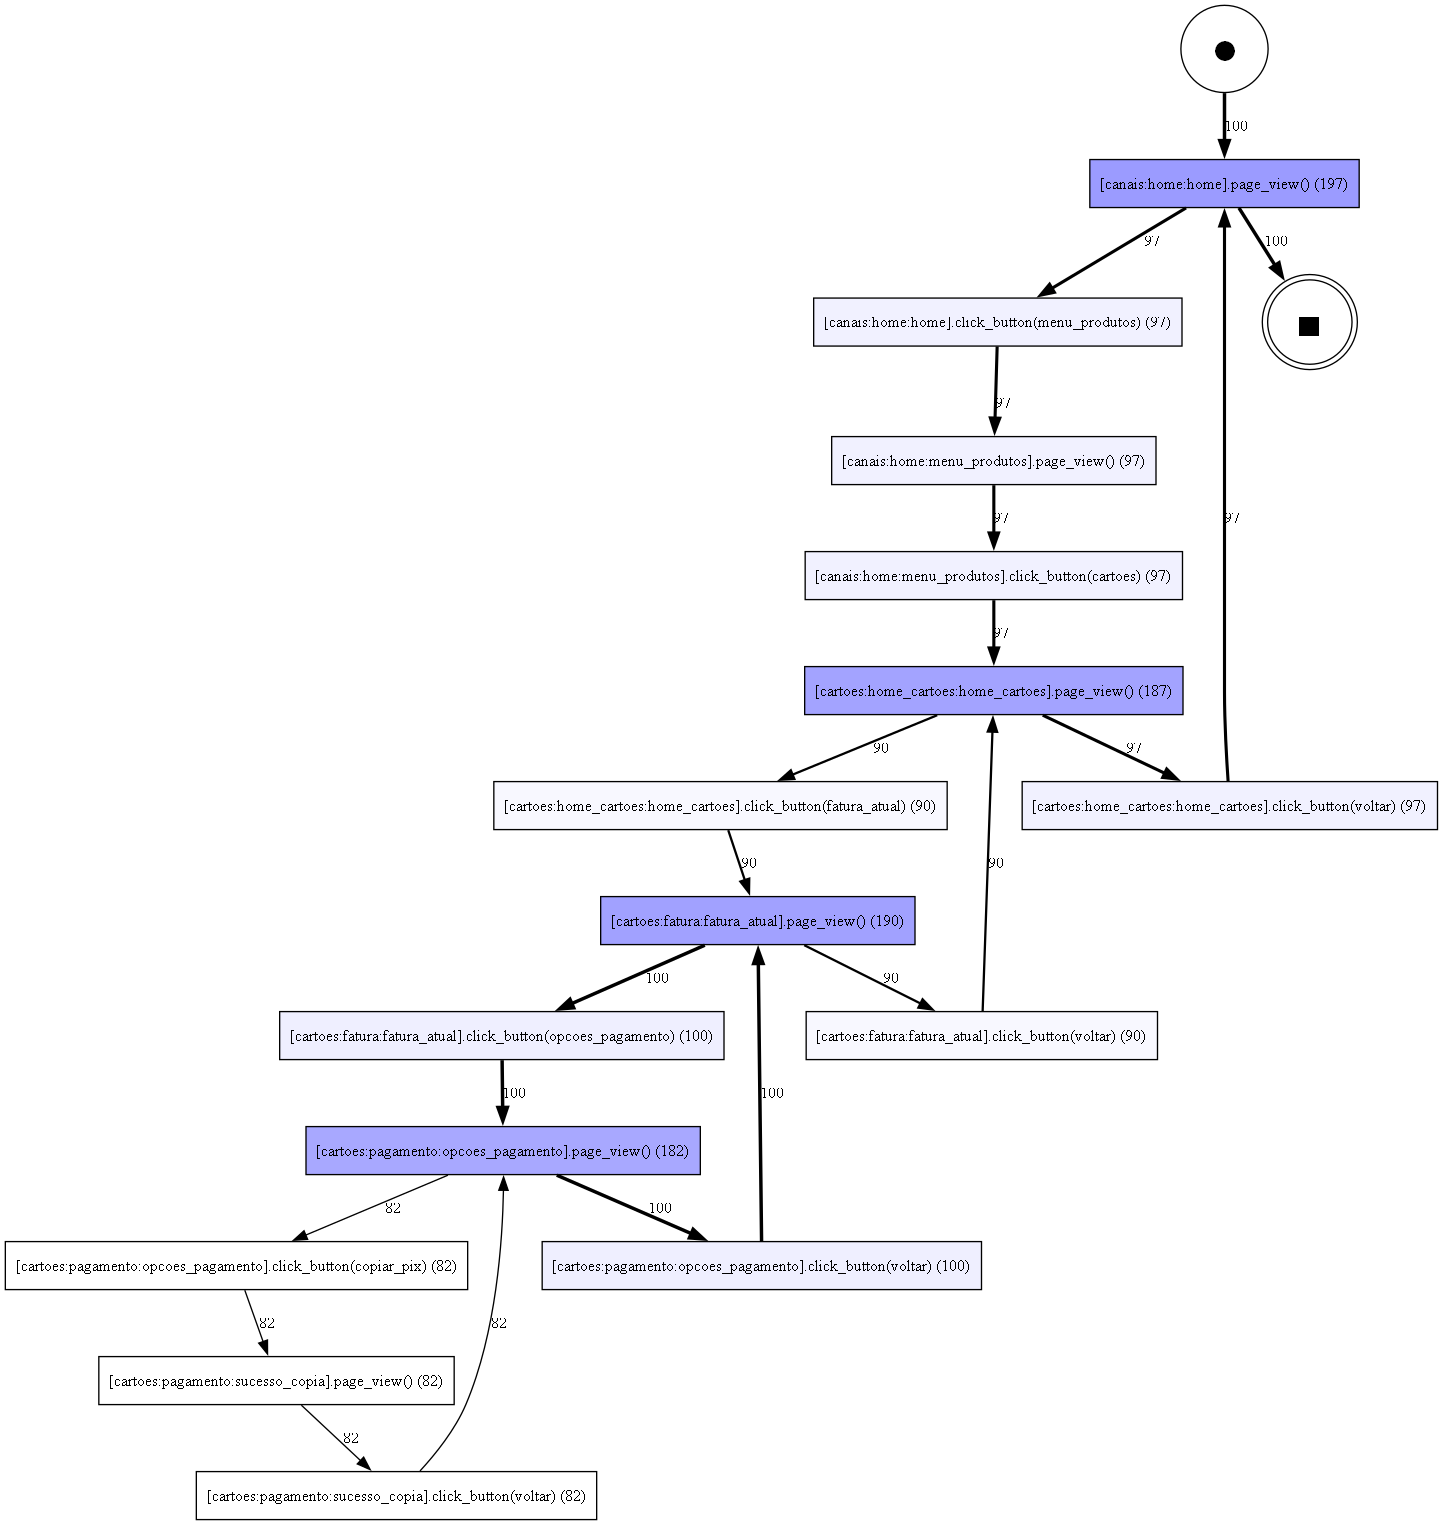 100
[canais:home:home].page_view() (197)
97
100
[canais:home:home].click_button(menu_produtos) (97)
97
[canais:home:menu_produtos].page_view() (97)
97
97
[canais:home:menu_produtos].click_button(cartoes) (97)
97
[cartoes:home_cartoes:home_cartoes].page_view() (187)
90
97
[cartoes:home_cartoes:home_cartoes].click_button(fatura_atual) (90)
[cartoes:home_cartoes:home_cartoes].click_button(voltar) (97)
90
90
[cartoes:fatura:fatura_atual].page_view() (190)
100
90
[cartoes:fatura:fatura_atual].click_button(opcoes_pagamento) (100)
[cartoes:fatura:fatura_atual].click_button(voltar) (90)
100
100
[cartoes:pagamento:opcoes_pagamento].page_view() (182)
82
100
[cartoes:pagamento:opcoes_pagamento].click_button(copiar_pix) (82)
[cartoes:pagamento:opcoes_pagamento].click_button(voltar) (100)
82
82
[cartoes:pagamento:sucesso_copia].page_view() (82)
82
[cartoes:pagamento:sucesso_copia].click_button(voltar) (82)